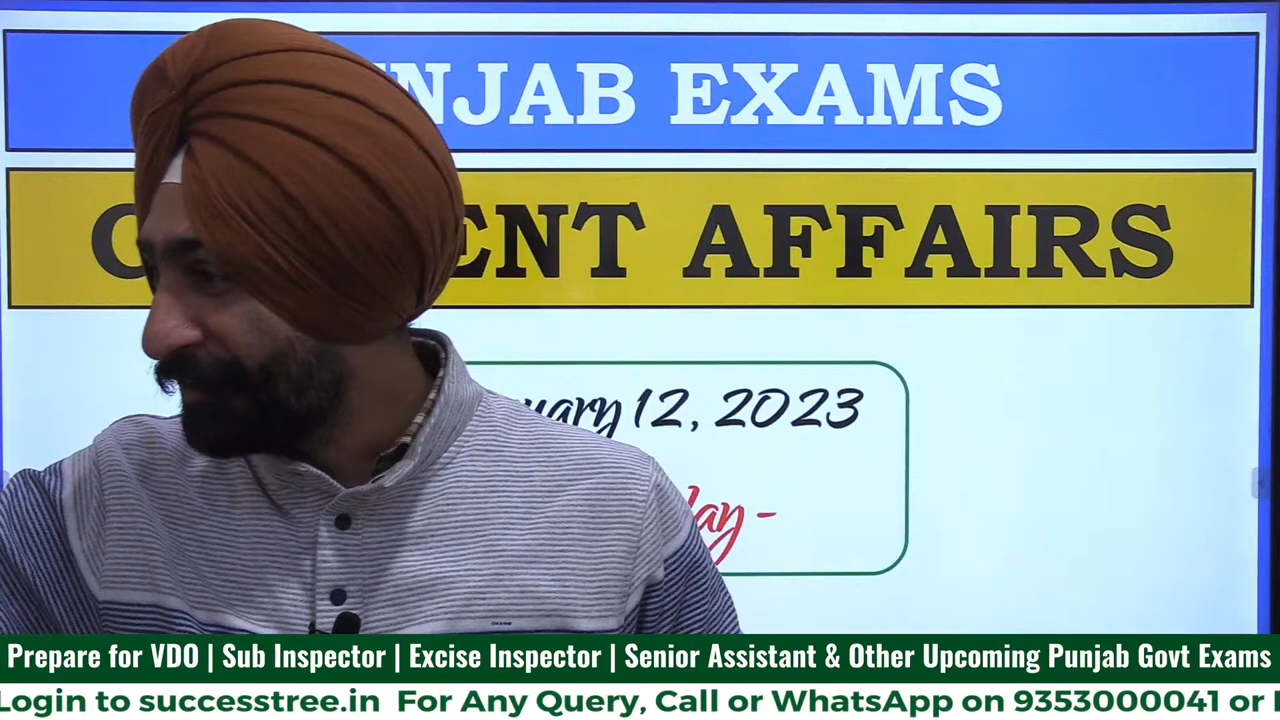 NJAB EXAMS
ENT AFFAIRS
uary 12, 2023
ay -
Prepare for VDO | Sub Inspector | Excise Inspector | Senior Assistant & Other Upcoming Punjab Govt Exams
Login to successtree.in For Any Query, Call or WhatsApp on 9353000041 or